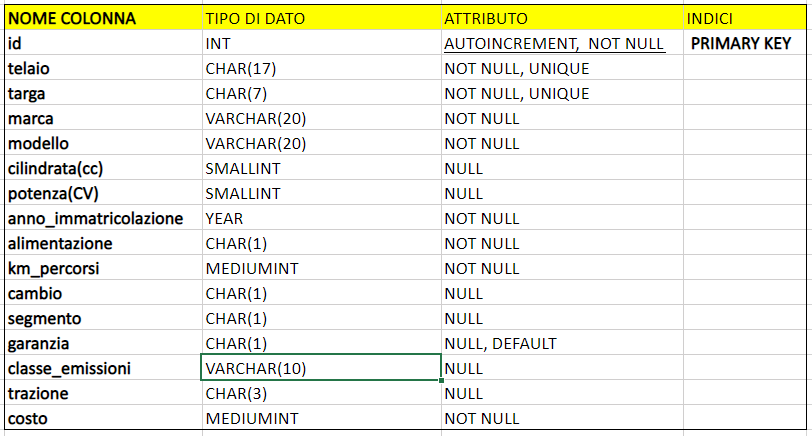 NOME COLONNA TIPO DI DATO ATTRIBUTO INDICI
id INT AUTOINCREMENT, NOT NULL PRIMARY KEY
telaio CHAR(17) NOT NULL, UNIQUE
targa CHAR(7) NOT NULL, UNIQUE
marca VARCHAR(20) NOT NULL
modello VARCHAR(20) NOT NULL
cilindrata(cc) SMALLINT NULL
potenza(CV) SMALLINT NULL
anno_immatricolazione YEAR NOT NULL
alimentazione CHAR(1) NOT NULL
km_percorsi MEDIUMINT NOT NULL
cambio CHAR(1) NULL
segmento CHAR(1) NULL
garanzia CHAR(1) NULL, DEFAULT
classe_emissioni VARCHAR(10) NULL
trazione CHAR(3) NULL
costo MEDIUMINT NOT NULL